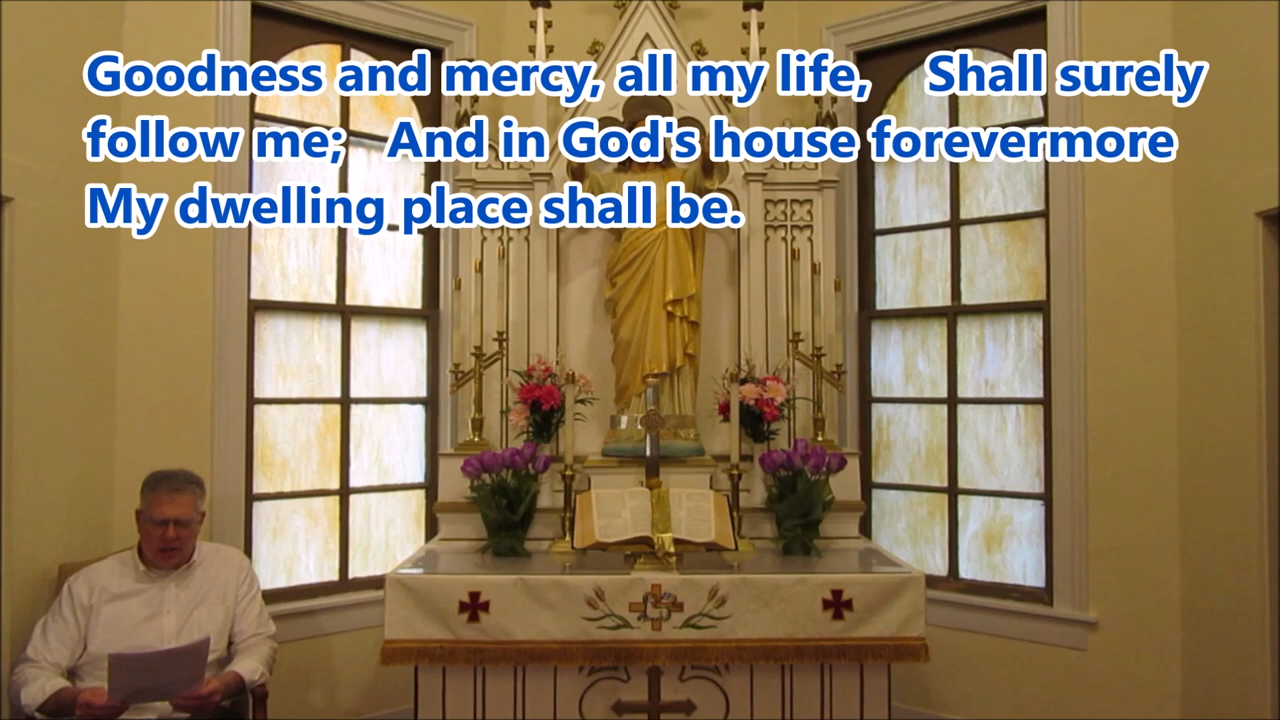 Goodness and mercy, all my life, Shall surely
follow me; And in God's house forevermore
My dwelling place shall be.